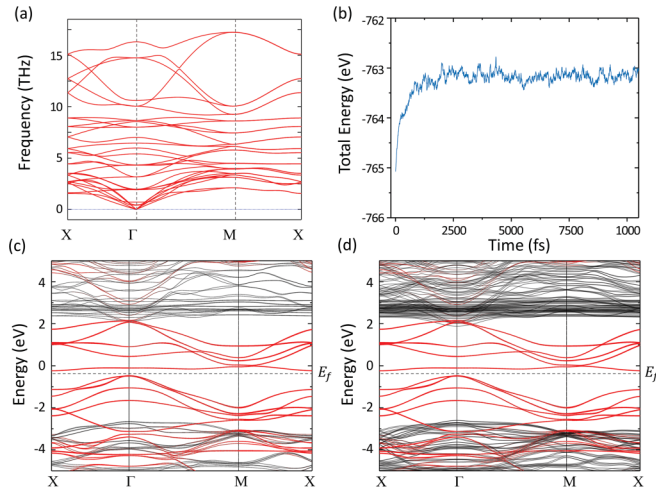 (a)
Frequency (THz)
15
10
5
0
X Γ M X
(b)
Total Energy (eV)
-762
-763
-764
-765
-766
0 2500 5000 7500 1000
Time (fs)
(c)
Energy (eV)
4
2
0
-2
-4
X Γ M X
E_f
(d)
Energy (eV)
4
2
0
-2
-4
X Γ M X
E_f